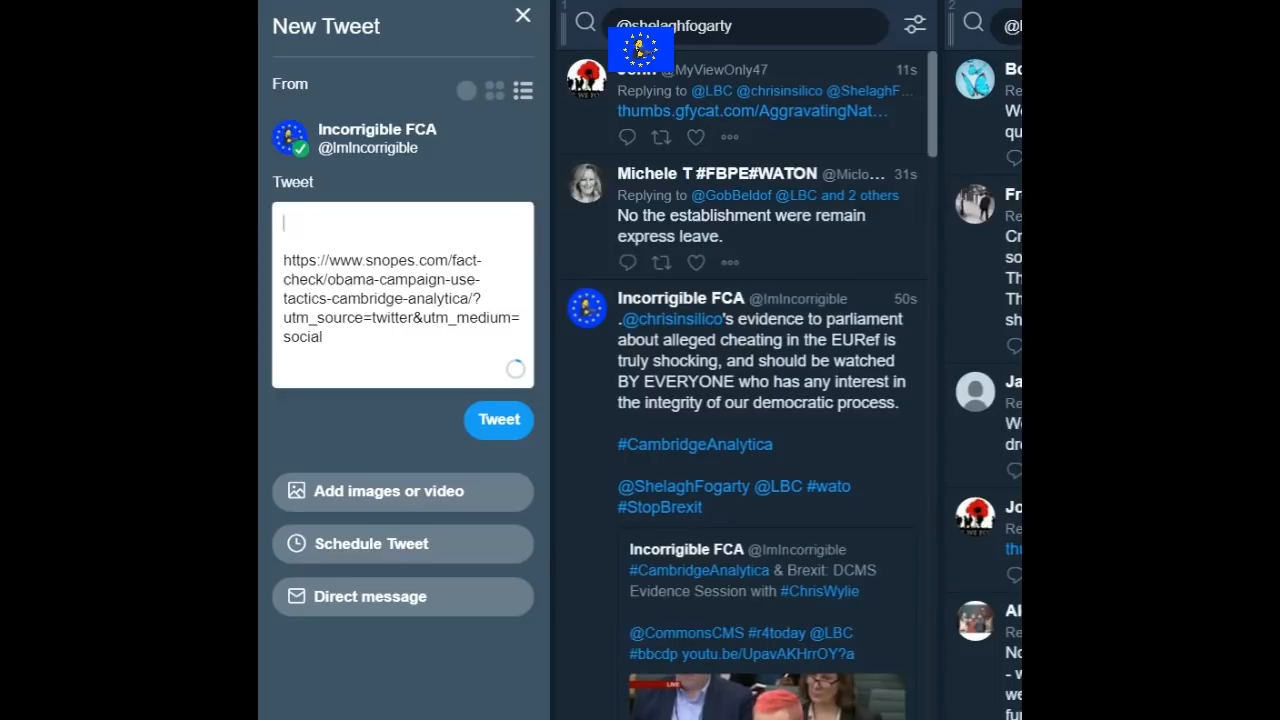 New Tweet
From
Incorrigible FCA
@ImIncorrigible
Tweet
https://www.snopes.com/fact-
check/obama-campaign-use-
tactics-cambridge-analytica/?
utm_source=twitter&utm_medium=
social
Tweet
Add images or video
Schedule Tweet
Direct message
1
@shelaghfogarty
John @MyViewOnly47 11s
Replying to @LBC @chrisinsilico @ShelaghF...
thumbs.gfycat.com/AggravatingNat...
Michele T #FBPE#WATON @Miclo... 31s
Replying to @GobBeldof @LBC and 2 others
No the establishment were remain
express leave.
Incorrigible FCA @ImIncorrigible 50s
.@chrisinsilico's evidence to parliament
about alleged cheating in the EURef is
truly shocking, and should be watched
BY EVERYONE who has any interest in
the integrity of our democratic process.
#CambridgeAnalytica
@ShelaghFogarty @LBC #wato
#StopBrexit
Incorrigible FCA @ImIncorrigible
#CambridgeAnalytica & Brexit: DCMS
Evidence Session with #ChrisWylie
@CommonsCMS #r4today @LBC
#bbcdp youtu.be/UpavAKHrrOY?a
LIVE
2